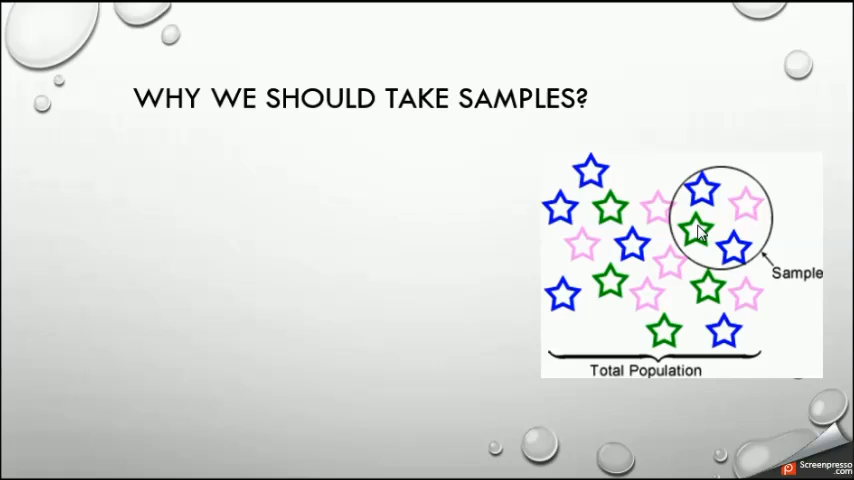 WHY WE SHOULD TAKE SAMPLES?
Sample
Total Population
Screenpresso
.com